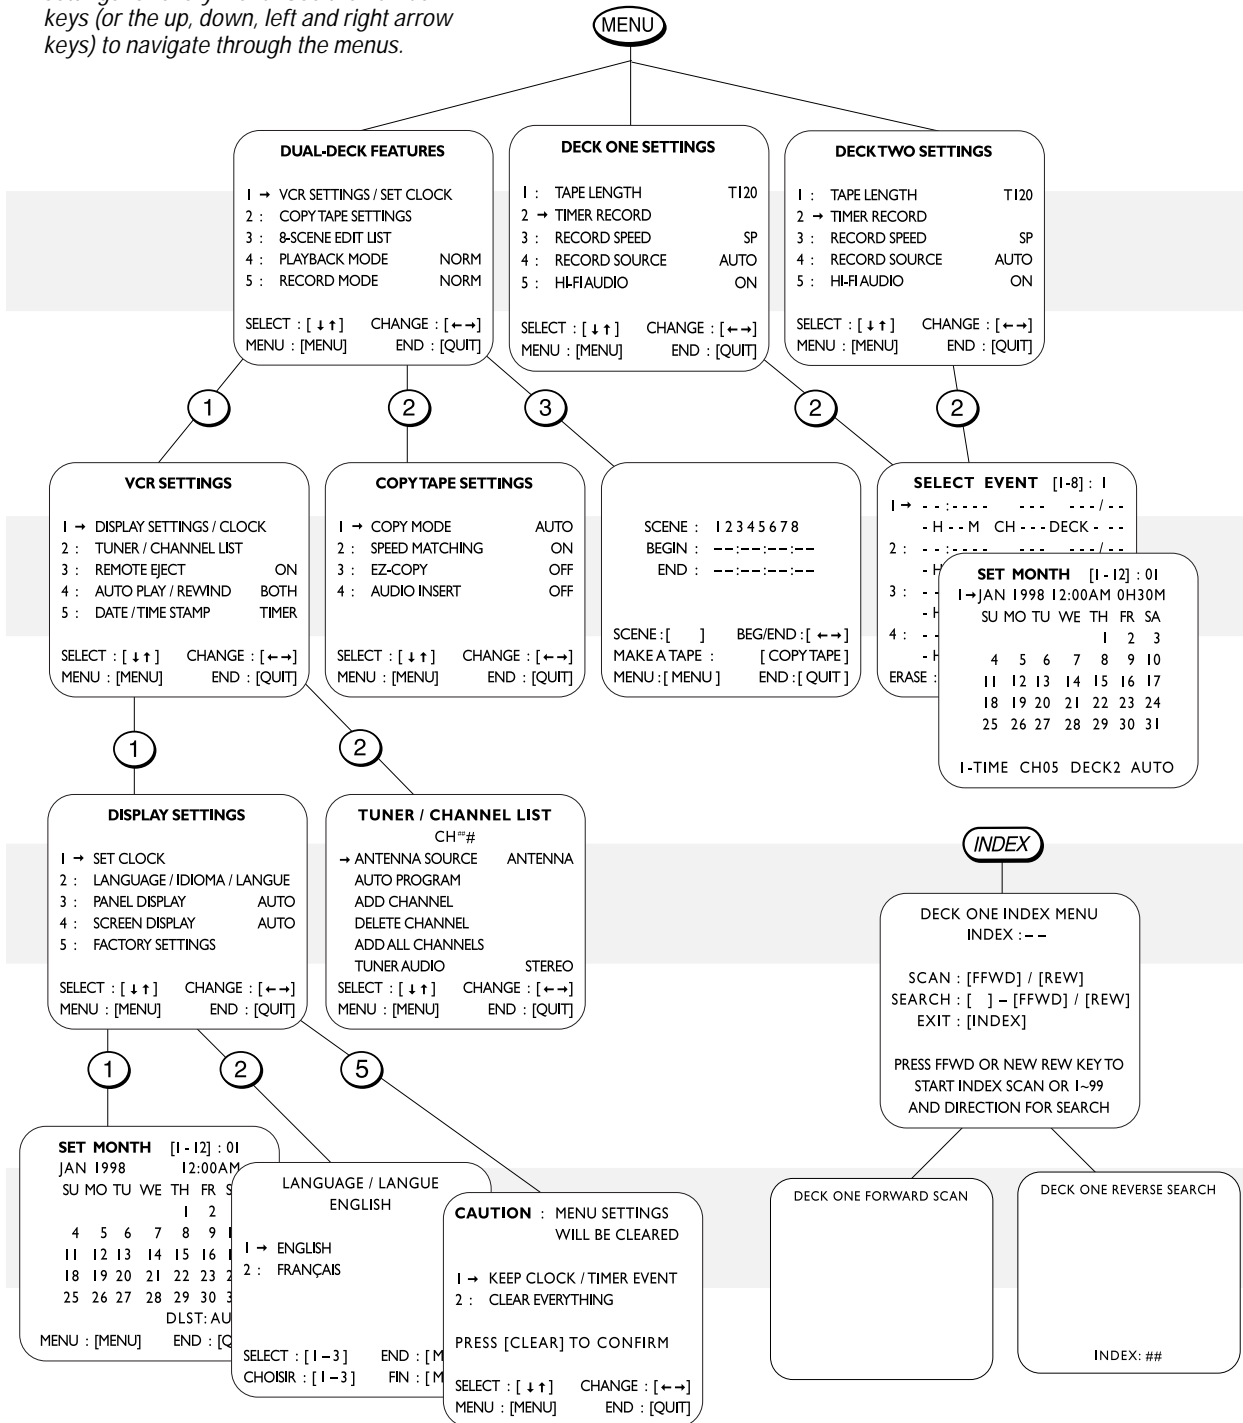 keys (or the up, down, left and right arrow
keys) to navigate through the menus.
MENU
DUAL-DECK FEATURES
1 → VCR SETTINGS / SET CLOCK
2 : COPY TAPE SETTINGS
3 : 8-SCENE EDIT LIST
4 : PLAYBACK MODE NORM
5 : RECORD MODE NORM
SELECT : [ ↓ ↑ ] CHANGE : [←→]
MENU : [MENU] END : [QUIT]
DECK ONE SETTINGS
1 : TAPE LENGTH T120
2 → TIMER RECORD
3 : RECORD SPEED SP
4 : RECORD SOURCE AUTO
5 : HI-FI AUDIO ON
SELECT : [ ↓ ↑ ] CHANGE : [←→]
MENU : [MENU] END : [QUIT]
DECK TWO SETTINGS
1 : TAPE LENGTH T120
2 → TIMER RECORD
3 : RECORD SPEED SP
4 : RECORD SOURCE AUTO
5 : HI-FI AUDIO ON
SELECT : [ ↓ ↑ ] CHANGE : [←→]
MENU : [MENU] END : [QUIT]
1
2
3
2
2
VCR SETTINGS
1 → DISPLAY SETTINGS / CLOCK
2 : TUNER / CHANNEL LIST
3 : REMOTE EJECT ON
4 : AUTO PLAY / REWIND BOTH
5 : DATE / TIME STAMP TIMER
SELECT : [ ↓ ↑ ] CHANGE : [←→]
MENU : [MENU] END : [QUIT]
COPY TAPE SETTINGS
1 → COPY MODE AUTO
2 : SPEED MATCHING ON
3 : EZ-COPY OFF
4 : AUDIO INSERT OFF
SELECT : [ ↓ ↑ ] CHANGE : [←→]
MENU : [MENU] END : [QUIT]
SCENE : 1 2 3 4 5 6 7 8
BEGIN : – –:– –:– –
END : – –:– –:– –
SCENE :[ ] BEG/END :[ ←→]
MAKE A TAPE : [ COPY TAPE ]
MENU :[ MENU ] END :[ QUIT ]
SELECT EVENT [1-8] : 1
1 → - - : - - - - - - - - - - / - -
- H - - M CH - - - DECK - - -
2 : - - : - - - - - - - - - - / - -
- H
3 : - -
- H
4 : - -
- H
ERASE :
SET MONTH [1 - 12] : 01
1→JAN 1998 12:00AM 0H30M
SU MO TU WE TH FR SA
1 2 3
4 5 6 7 8 9 10
11 12 13 14 15 16 17
18 19 20 21 22 23 24
25 26 27 28 29 30 31
1-TIME CH05 DECK2 AUTO
1
2
DISPLAY SETTINGS
1 → SET CLOCK
2 : LANGUAGE / IDIOMA / LANGUE
3 : PANEL DISPLAY AUTO
4 : SCREEN DISPLAY AUTO
5 : FACTORY SETTINGS
SELECT : [ ↓ ↑ ] CHANGE : [←→]
MENU : [MENU] END : [QUIT]
TUNER / CHANNEL LIST
CH##
→ ANTENNA SOURCE ANTENNA
AUTO PROGRAM
ADD CHANNEL
DELETE CHANNEL
ADD ALL CHANNELS
TUNER AUDIO STEREO
SELECT : [ ↓ ↑ ] CHANGE : [←→]
MENU : [MENU] END : [QUIT]
INDEX
DECK ONE INDEX MENU
INDEX : – –
SCAN : [FFWD] / [REW]
SEARCH : [ ] – [FFWD] / [REW]
EXIT : [INDEX]
PRESS FFWD OR NEW REW KEY TO
START INDEX SCAN OR 1~99
AND DIRECTION FOR SEARCH
1
2
5
SET MONTH [1 - 12] : 01
JAN 1998 12:00AM
SU MO TU WE TH FR S
1 2
4 5 6 7 8 9 1
11 12 13 14 15 16 1
18 19 20 21 22 23 2
25 26 27 28 29 30 3
DLST: AU
MENU : [MENU] END : [Q
LANGUAGE / LANGUE
ENGLISH
1 → ENGLISH
2 : FRANÇAIS
SELECT : [ 1 – 3 ] END : [ M
CHOISIR : [ 1 – 3 ] FIN : [ M
CAUTION : MENU SETTINGS
WILL BE CLEARED
1 → KEEP CLOCK / TIMER EVENT
2 : CLEAR EVERYTHING
PRESS [CLEAR] TO CONFIRM
SELECT : [ ↓ ↑ ] CHANGE : [←→]
MENU : [MENU] END : [QUIT]
DECK ONE FORWARD SCAN
DECK ONE REVERSE SEARCH
INDEX: ##